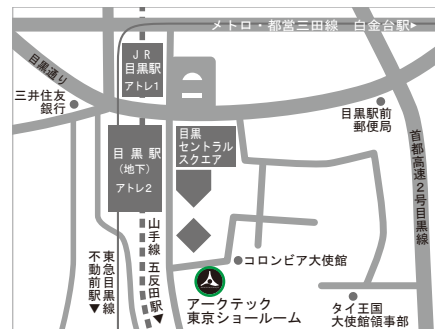 メトロ・都営三田線 白金台駅▶
目黒通り
JR
目黒駅
アトレ1
三井住友
銀行
目黒駅前
郵便局
目黒
セントラル
スクエア
目黒駅
(地下)
アトレ2
首都高速2号目黒線
山手線 五反田駅▼
東急目黒線
不動前駅▼
コロンビア大使館
アークテック
東京ショールーム
タイ王国
大使館領事部